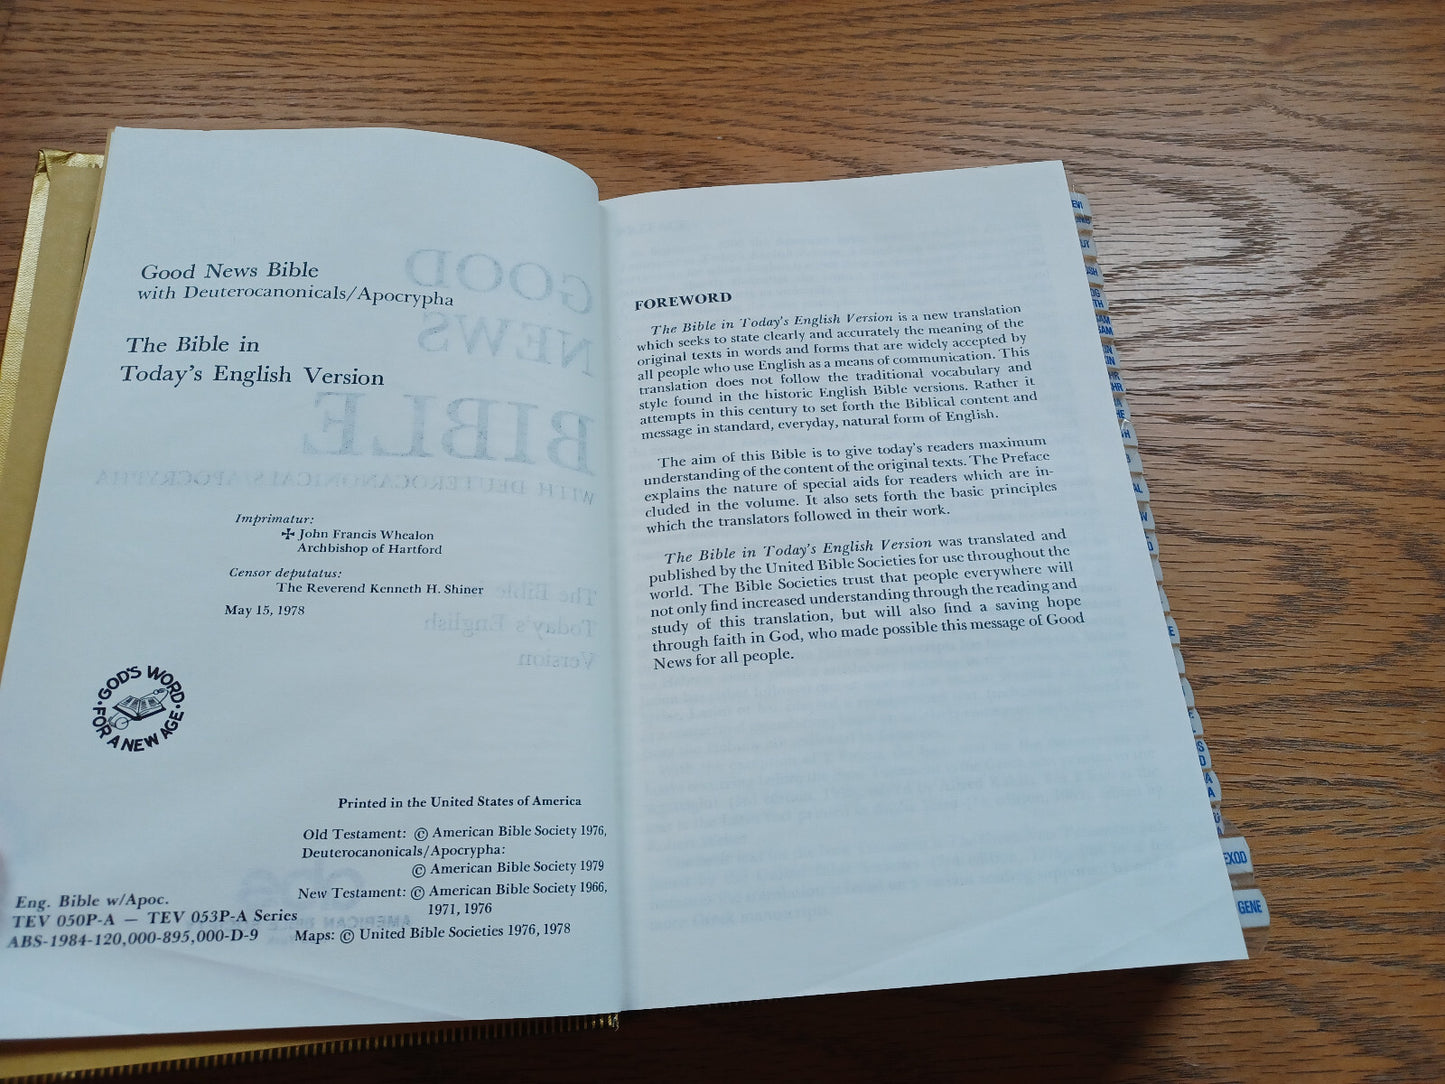 Good News Bible
with Deuterocanonicals/Apocrypha
The Bible in
Today's English Version
Imprimatur:
✠ John Francis Whealon
Archbishop of Hartford
Censor deputatus:
The Reverend Kenneth H. Shiner
May 15, 1978
GOD'S WORD
FOR A NEW AGE
Printed in the United States of America
Old Testament: © American Bible Society 1976,
Deuterocanonicals/Apocrypha:
© American Bible Society 1979
New Testament: © American Bible Society 1966,
1971, 1976
Maps: © United Bible Societies 1976, 1978
Eng. Bible w/Apoc.
TEV 050P-A — TEV 053P-A Series
ABS-1984-120,000-895,000-D-9
GOOD
NEWS
BIBLE
WITH DEUTEROCANONICALS/APOCRYPHA
The Bible in
Today's English
Version
FOREWORD
The Bible in Today's English Version is a new translation
which seeks to state clearly and accurately the meaning of the
original texts in words and forms that are widely accepted by
all people who use English as a means of communication. This
translation does not follow the traditional vocabulary and
style found in the historic English Bible versions. Rather it
attempts in this century to set forth the Biblical content and
message in standard, everyday, natural form of English.
The aim of this Bible is to give today's readers maximum
understanding of the content of the original texts. The Preface
explains the nature of special aids for readers which are in-
cluded in the volume. It also sets forth the basic principles
which the translators followed in their work.
The Bible in Today's English Version was translated and
published by the United Bible Societies for use throughout the
world. The Bible Societies trust that people everywhere will
not only find increased understanding through the reading and
study of this translation, but will also find a saving hope
through faith in God, who made possible this message of Good
News for all people.
EXOD
GENE